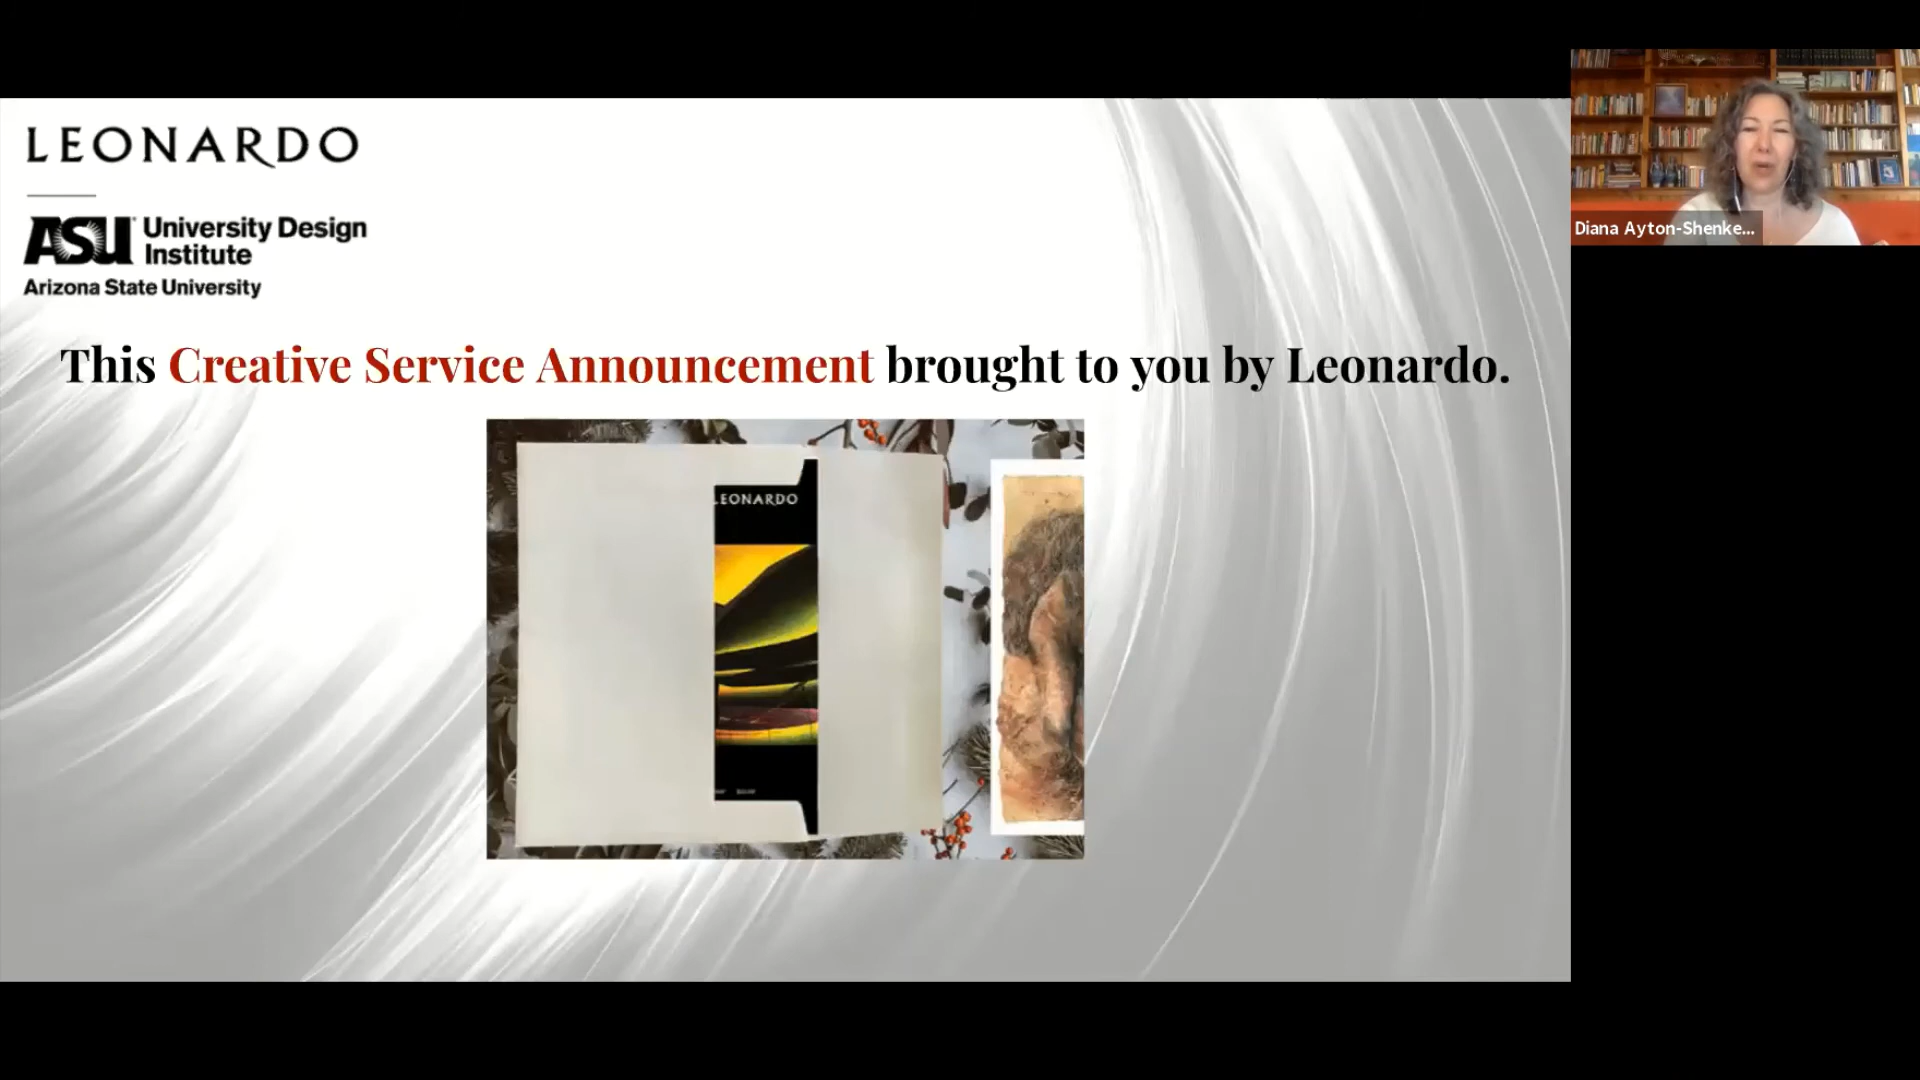 LEONARDO
ASU University Design
Institute
Arizona State University
Diana Ayton-Shenke...
This Creative Service Announcement brought to you by Leonardo.
LEONARDO